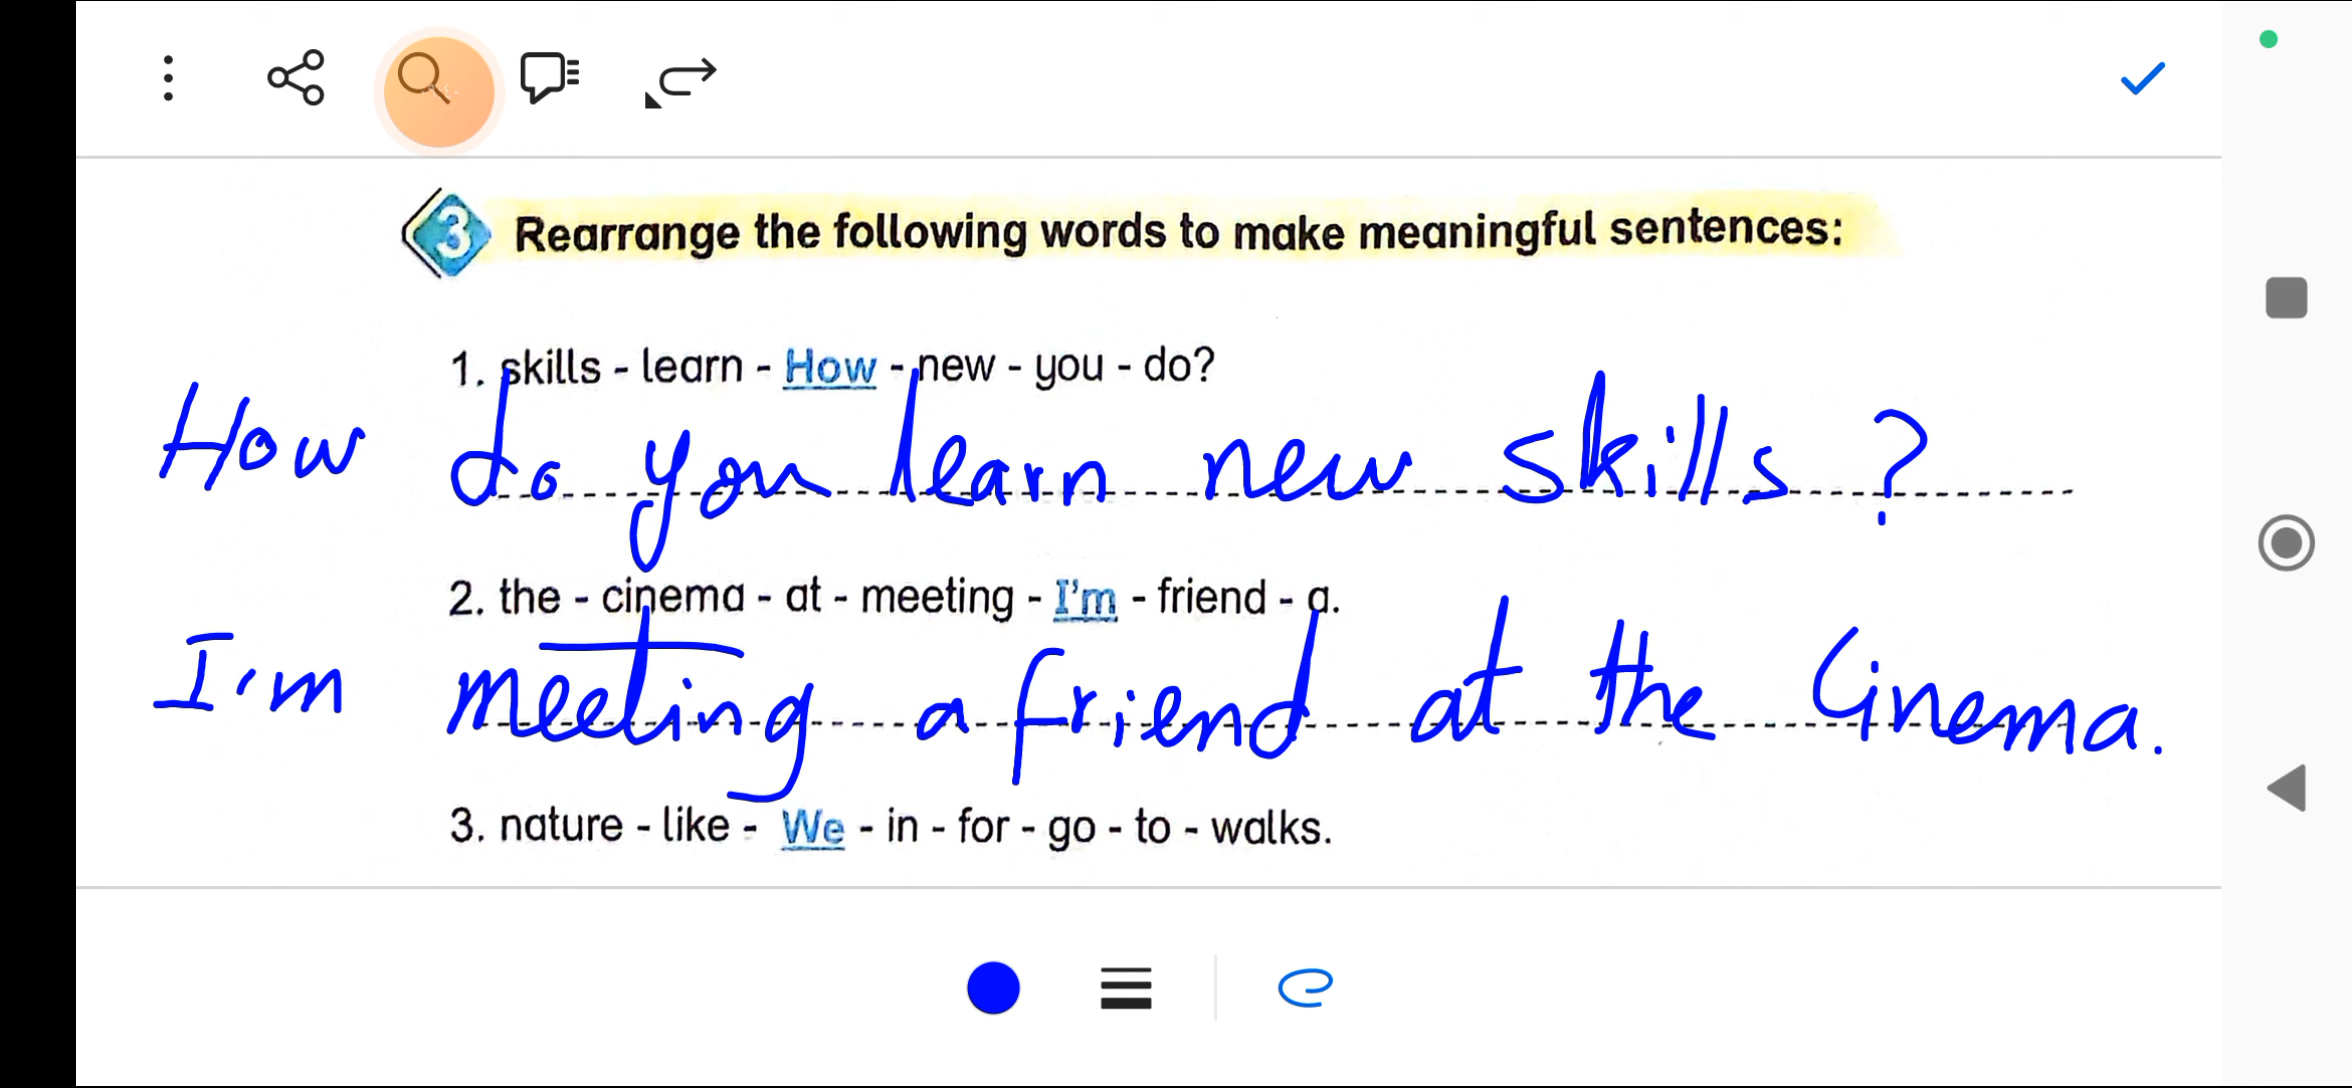 3 Rearrange the following words to make meaningful sentences:
1. skills - learn - How - new - you - do?
How do you learn new skills ?
2. the - cinema - at - meeting - I'm - friend - a.
I'm meeting a friend at the Cinema.
3. nature - like - We - in - for - go - to - walks.